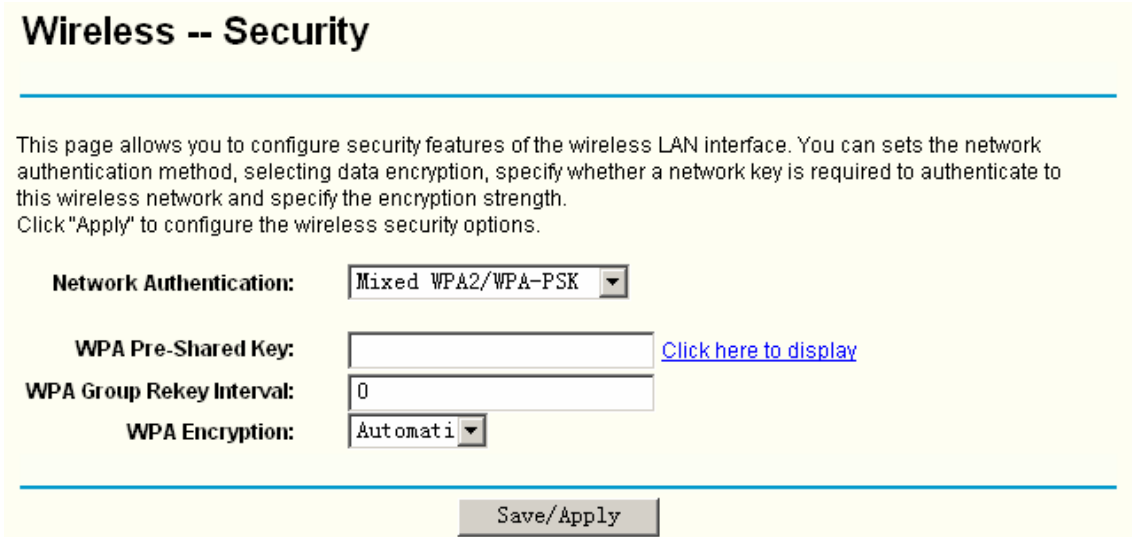 Wireless -- Security
This page allows you to configure security features of the wireless LAN interface. You can sets the network
authentication method, selecting data encryption, specify whether a network key is required to authenticate to
this wireless network and specify the encryption strength.
Click "Apply" to configure the wireless security options.
Network Authentication: Mixed WPA2/WPA-PSK
WPA Pre-Shared Key: Click here to display
WPA Group Rekey Interval: 0
WPA Encryption: Automati
Save/Apply